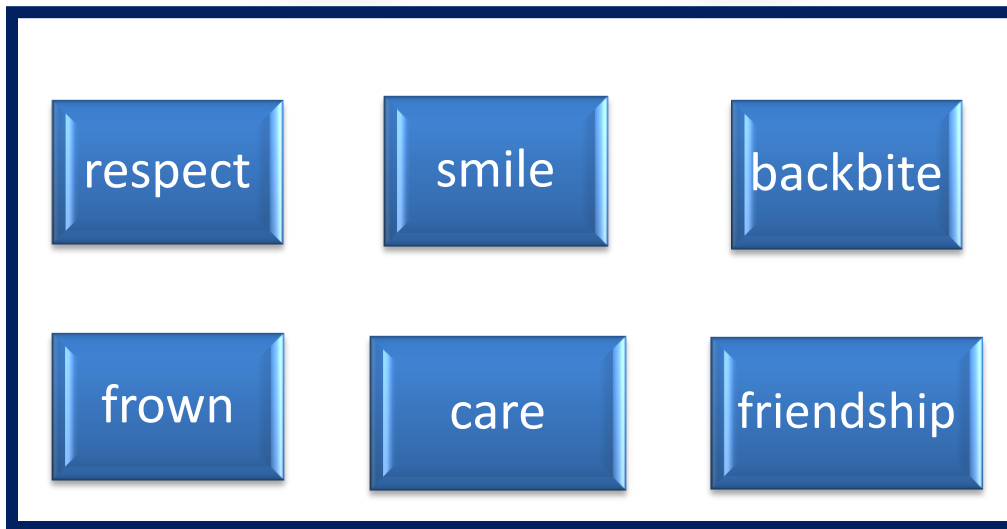 respect
smile
backbite
frown
care
friendship